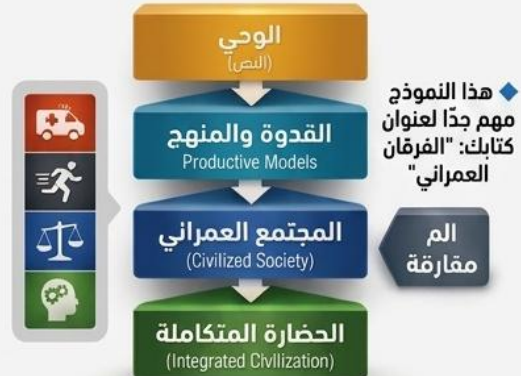 الوحي
(النص)
القدوة والمنهج
Productive Models
المجتمع العمراني
(Civilized Society)
الحضارة المتكاملة
(Integrated Civilization)
هذا النموذج
مهم جدًا لعنوان
كتابك: "الفرقان
العمراني"
الم
مقارقة